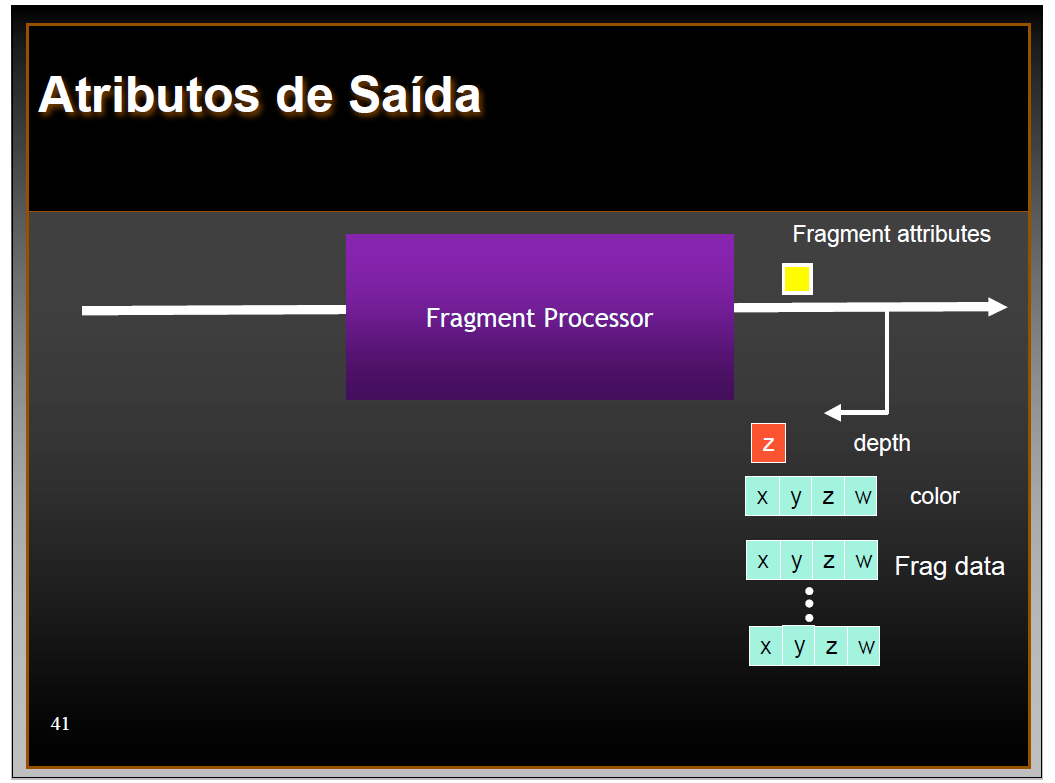 Atributos de Saída
Fragment attributes
Fragment Processor
z depth
x y z w color
x y z w Frag data
x y z w
41